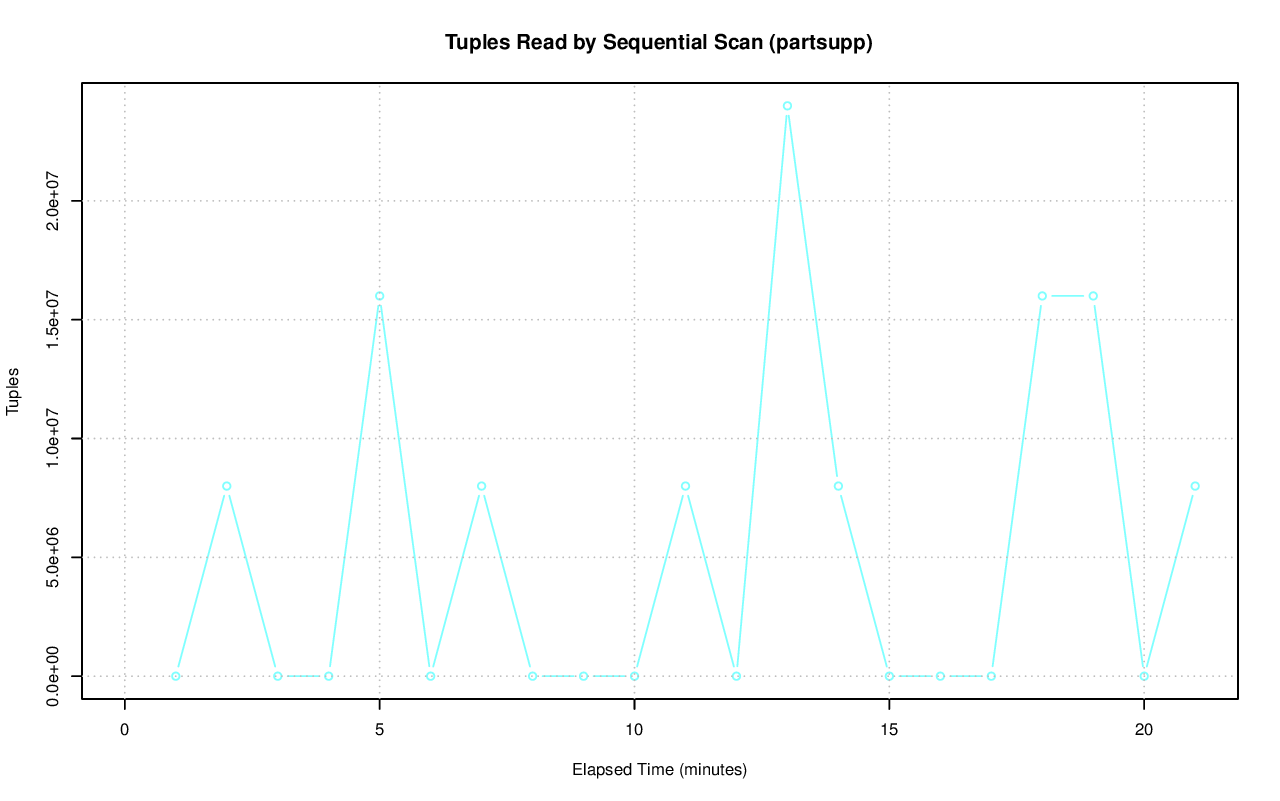 Tuples Read by Sequential Scan (partsupp)
Tuples
2.0e+07
1.5e+07
1.0e+07
5.0e+06
0.0e+00
0 5 10 15 20
Elapsed Time (minutes)